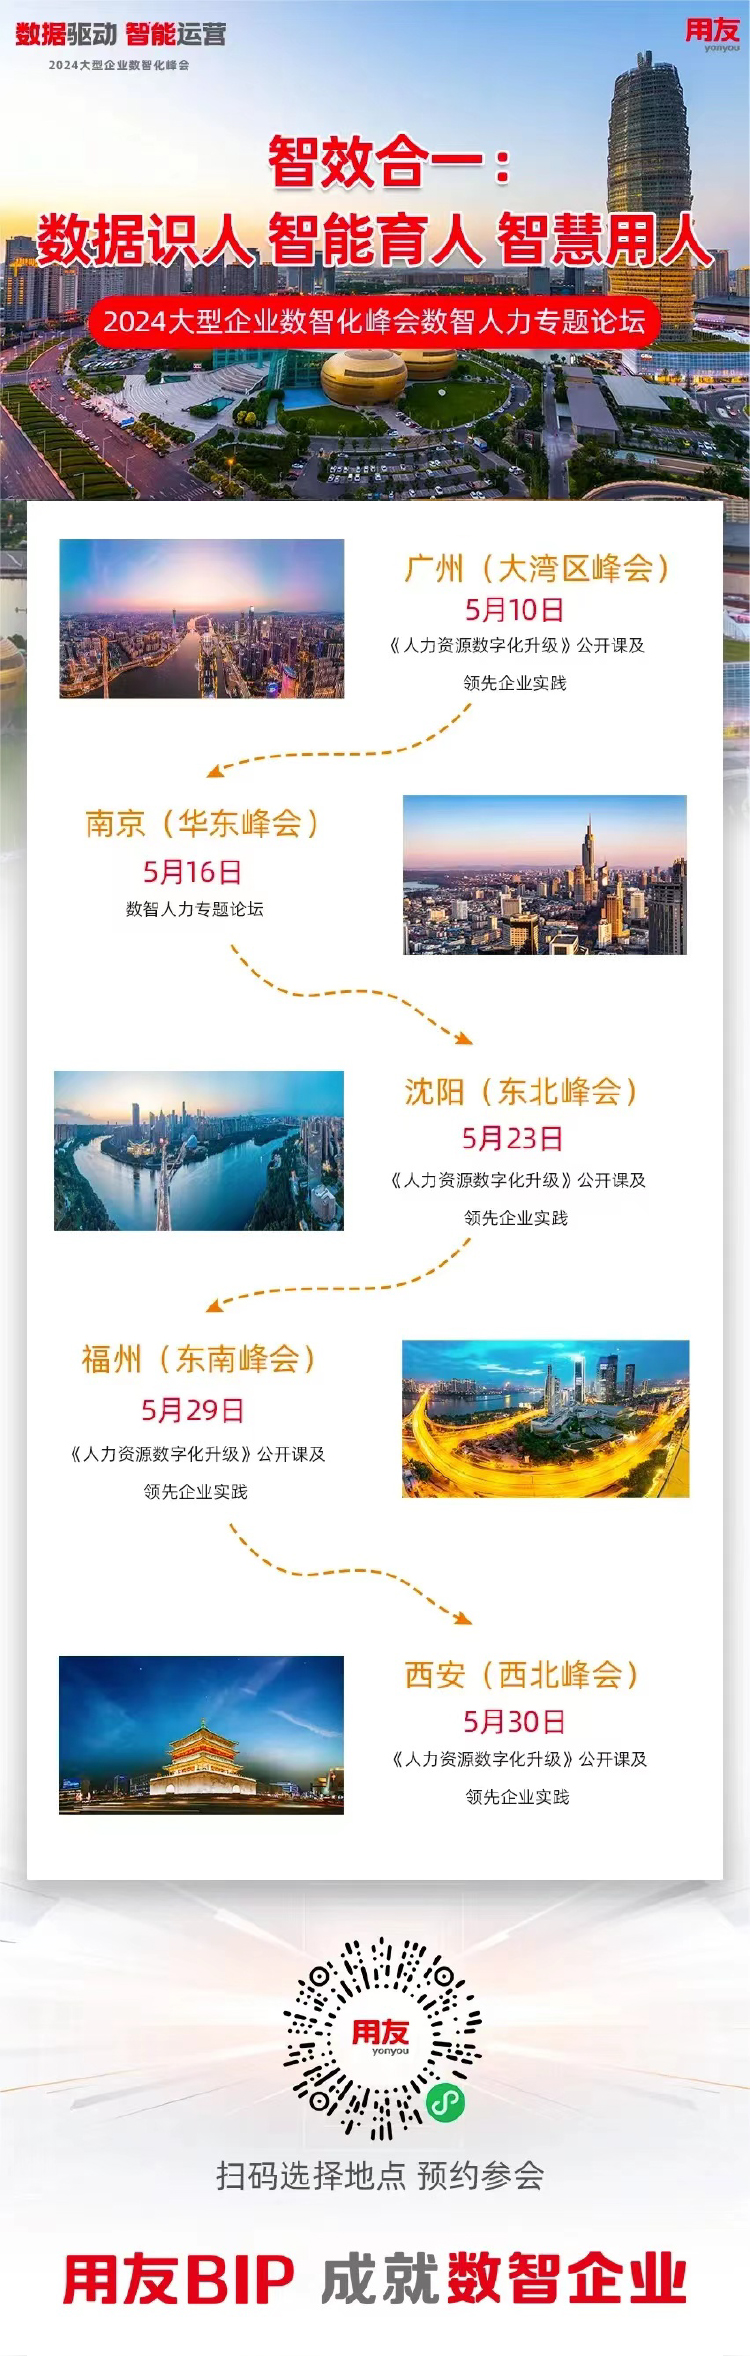 数据驱动 智能运营
2024大型企业数智化峰会
用友
yonyou
智效合一：
数据识人 智能育人 智慧用人
2024大型企业数智化峰会数智人力专题论坛
广州（大湾区峰会）
5月10日
《人力资源数字化升级》公开课及
领先企业实践
南京（华东峰会）
5月16日
数智人力专题论坛
沈阳（东北峰会）
5月23日
《人力资源数字化升级》公开课及
领先企业实践
福州（东南峰会）
5月29日
《人力资源数字化升级》公开课及
领先企业实践
西安（西北峰会）
5月30日
《人力资源数字化升级》公开课及
领先企业实践
用友
yonyou
扫码选择地点 预约参会
用友BIP 成就数智企业